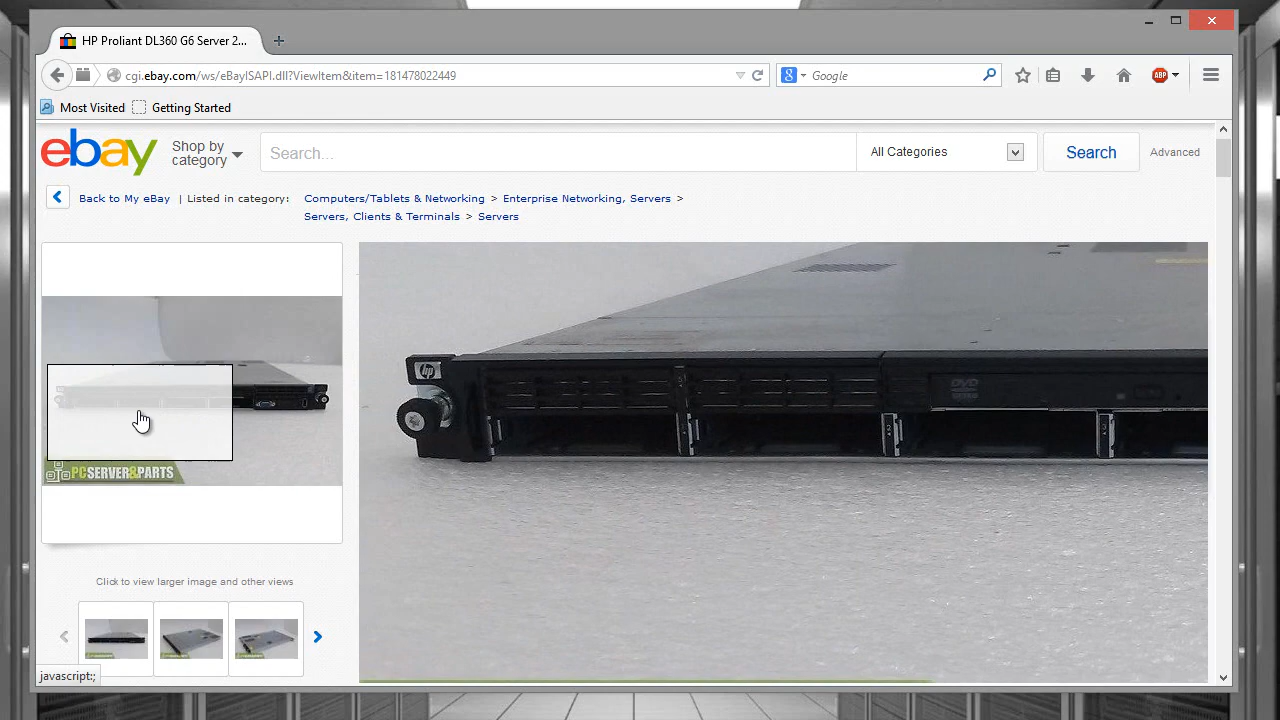 HP Proliant DL360 G6 Server 2...
cgi.ebay.com/ws/eBayISAPI.dll?ViewItem&item=181478022449
Google
ABP
Most Visited
Getting Started
ebay
Shop by
category
Search...
All Categories
Search
Advanced
Back to My eBay | Listed in category:
Computers/Tablets & Networking > Enterprise Networking, Servers >
Servers, Clients & Terminals > Servers
hp
DVD
PCSERVER&PARTS
Click to view larger image and other views
javascript:;